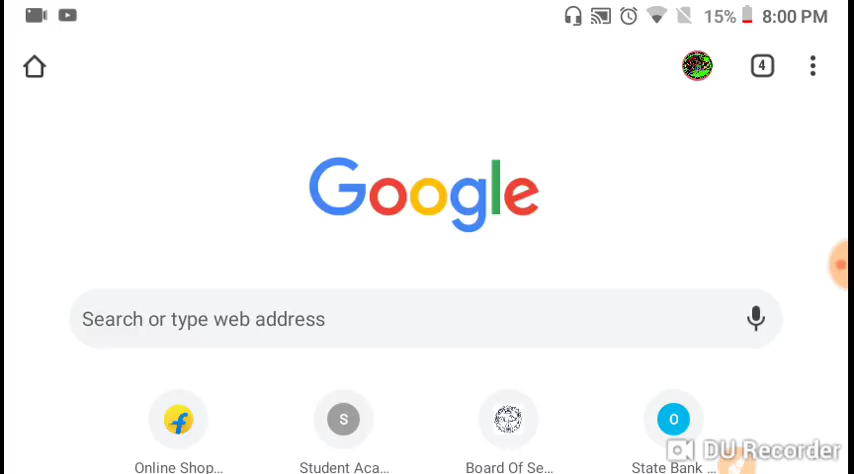 15% 8:00 PM
4
Google
Search or type web address
S
O
Online Shop...
Student Aca...
Board Of Se...
State Bank ...
DU Recorder